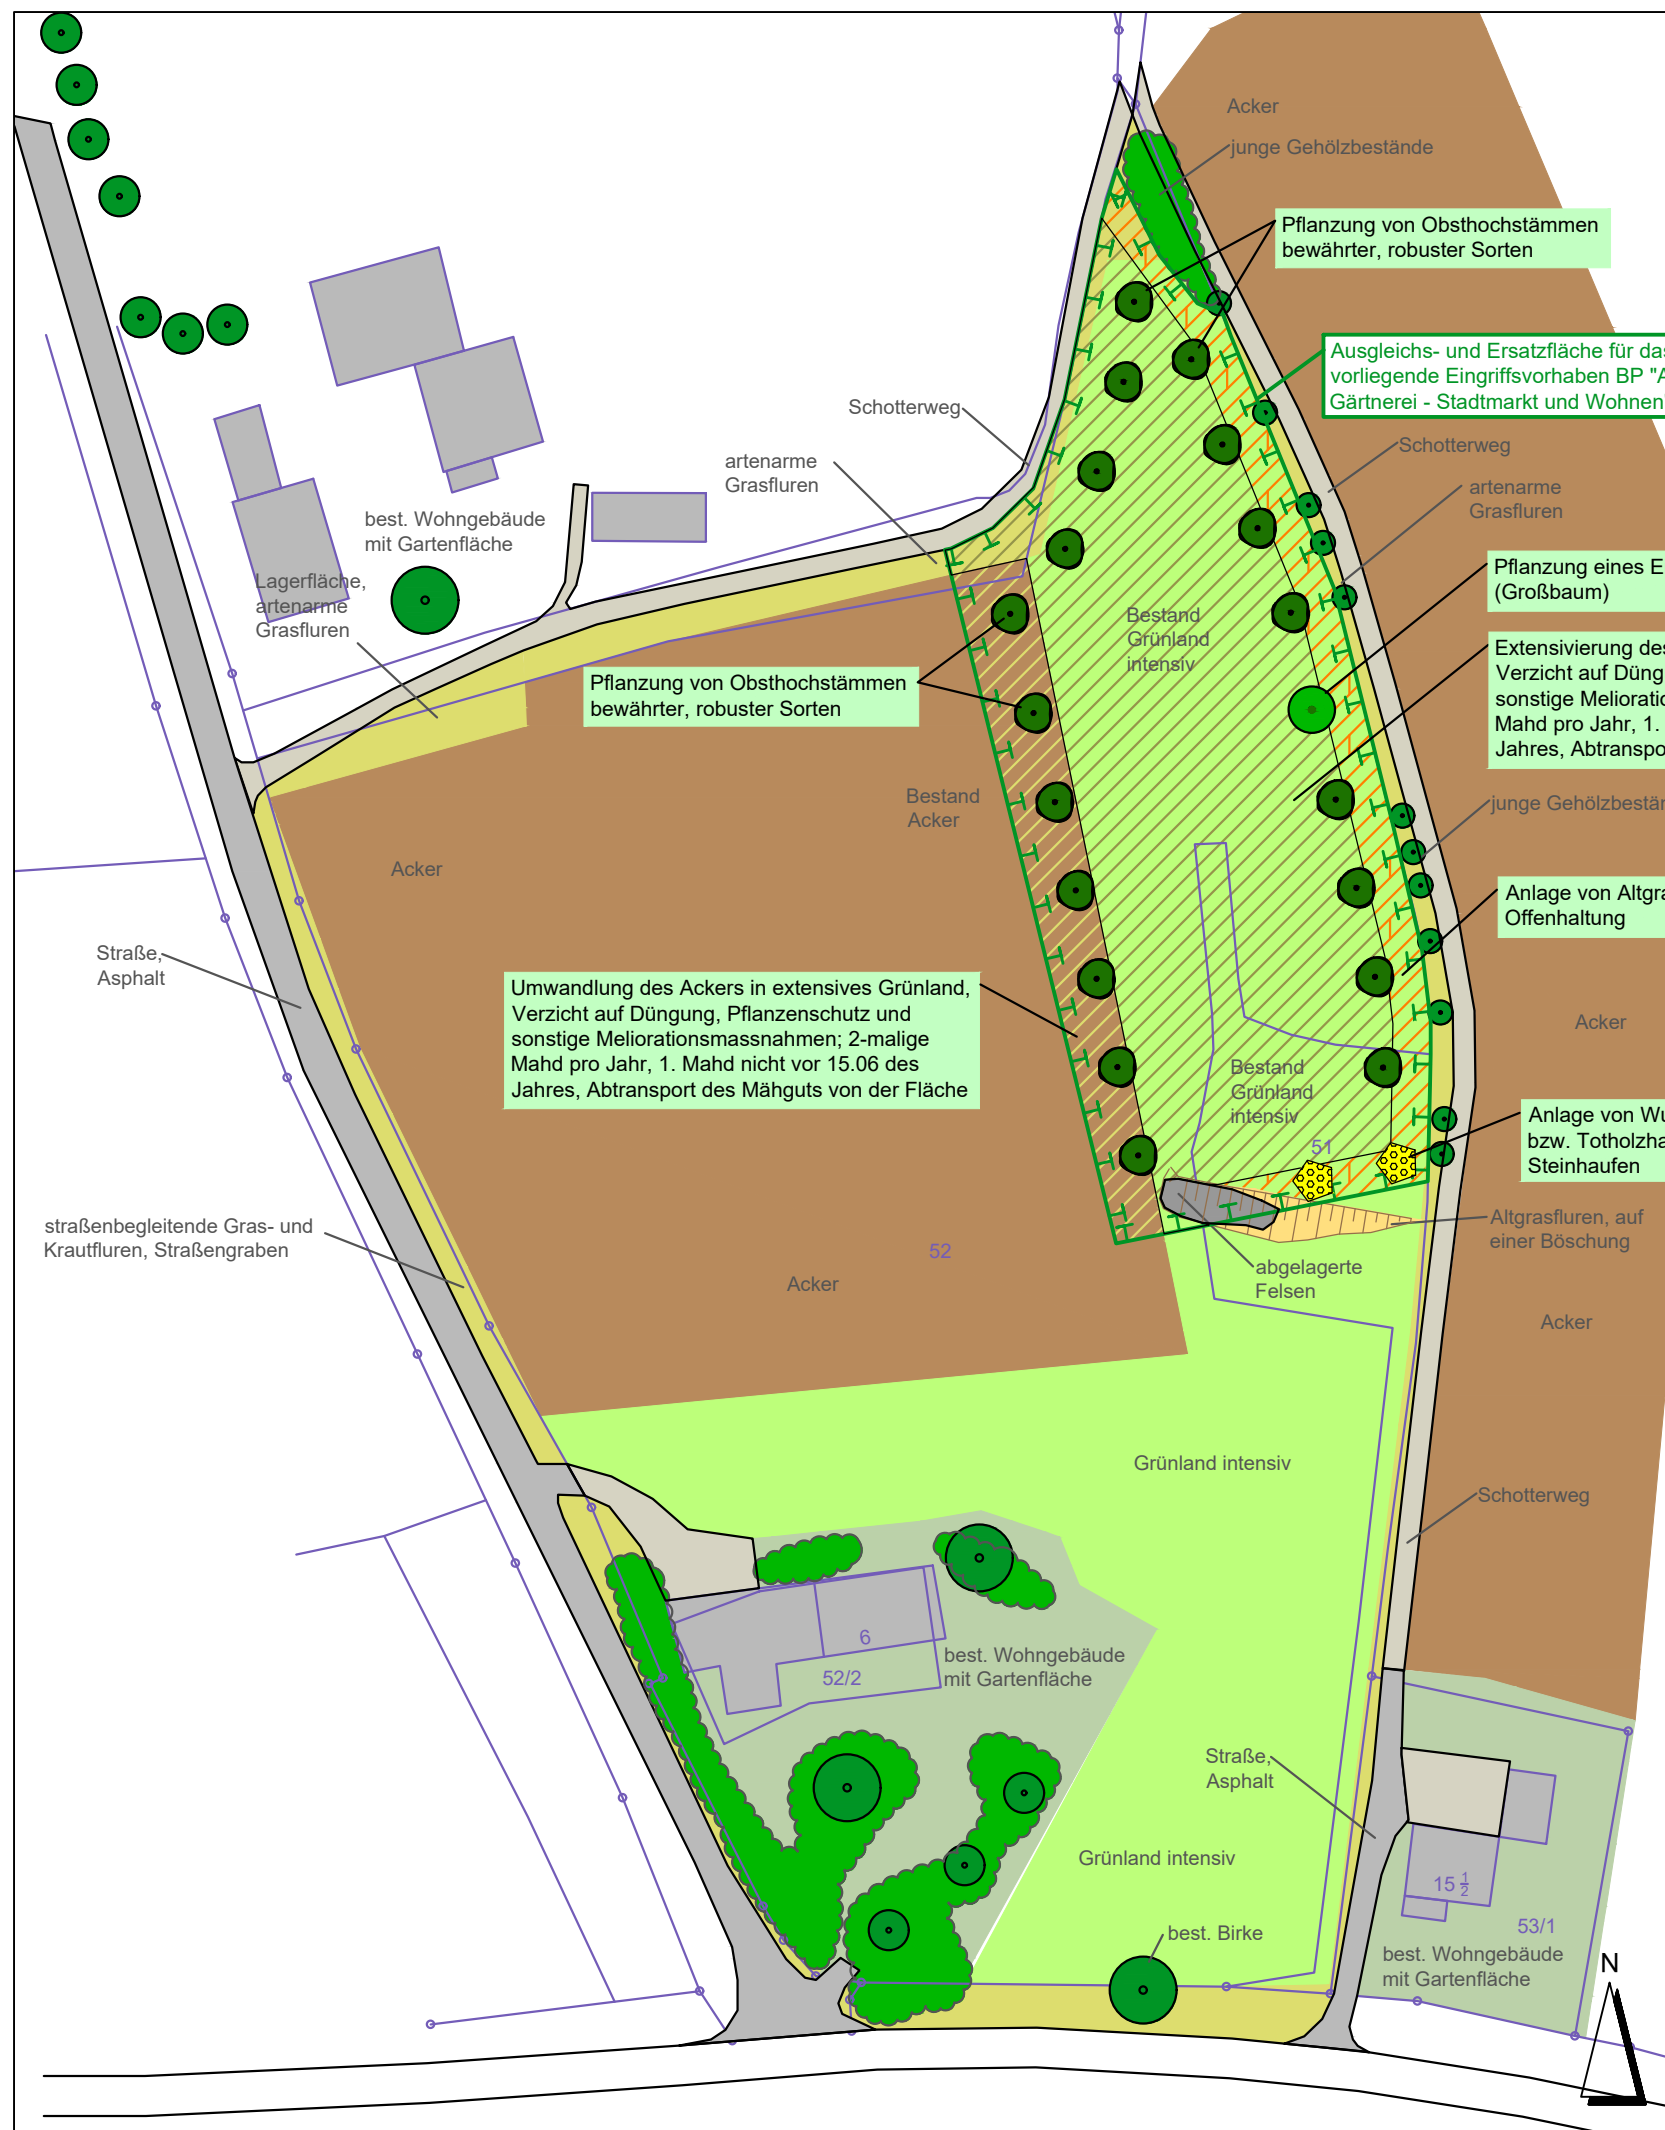 Acker
junge Gehölzbestände
Pflanzung von Obsthochstämmen
bewährter, robuster Sorten
Ausgleichs- und Ersatzfläche für das
vorliegende Eingriffsvorhaben BP "A
Gärtnerei - Stadtmarkt und Wohnen
Schotterweg
artenarme
Grasfluren
Schotterweg
artenarme
Grasfluren
best. Wohngebäude
mit Gartenfläche
Lagerfläche,
artenarme
Grasfluren
Pflanzung eines E
(Großbaum)
Bestand
Grünland
intensiv
Extensivierung des
Verzicht auf Düng
sonstige Melioratio
Mahd pro Jahr, 1.
Jahres, Abtranspo
Pflanzung von Obsthochstämmen
bewährter, robuster Sorten
Bestand
Acker
junge Gehölzbestän
Acker
Anlage von Altgra
Offenhaltung
Straße,
Asphalt
Umwandlung des Ackers in extensives Grünland,
Verzicht auf Düngung, Pflanzenschutz und
sonstige Meliorationsmassnahmen; 2-malige
Mahd pro Jahr, 1. Mahd nicht vor 15.06 des
Jahres, Abtransport des Mähguts von der Fläche
Acker
Bestand
Grünland
intensiv
51
Anlage von Wu
bzw. Totholzha
Steinhaufen
straßenbegleitende Gras- und
Krautfluren, Straßengraben
Altgrasfluren, auf
einer Böschung
52
abgelagerte
Felsen
Acker
Acker
Grünland intensiv
Schotterweg
6
52/2
best. Wohngebäude
mit Gartenfläche
Straße,
Asphalt
Grünland intensiv
15 1/2
53/1
best. Birke
best. Wohngebäude
mit Gartenfläche
N